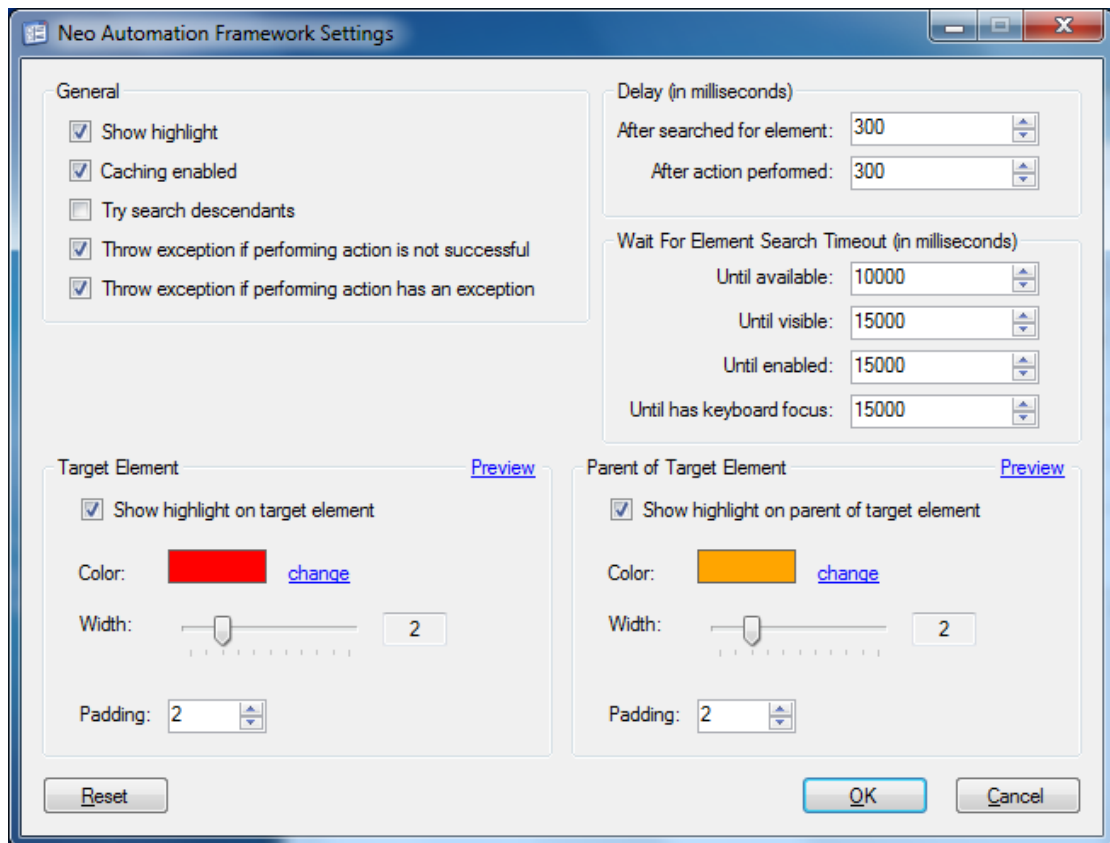 Neo Automation Framework Settings
General
Show highlight
Caching enabled
Try search descendants
Throw exception if performing action is not successful
Throw exception if performing action has an exception
Delay (in milliseconds)
After searched for element: 300
After action performed: 300
Wait For Element Search Timeout (in milliseconds)
Until available: 10000
Until visible: 15000
Until enabled: 15000
Until has keyboard focus: 15000
Target Element Preview
Show highlight on target element
Color: change
Width: 2
Padding: 2
Parent of Target Element Preview
Show highlight on parent of target element
Color: change
Width: 2
Padding: 2
Reset OK Cancel